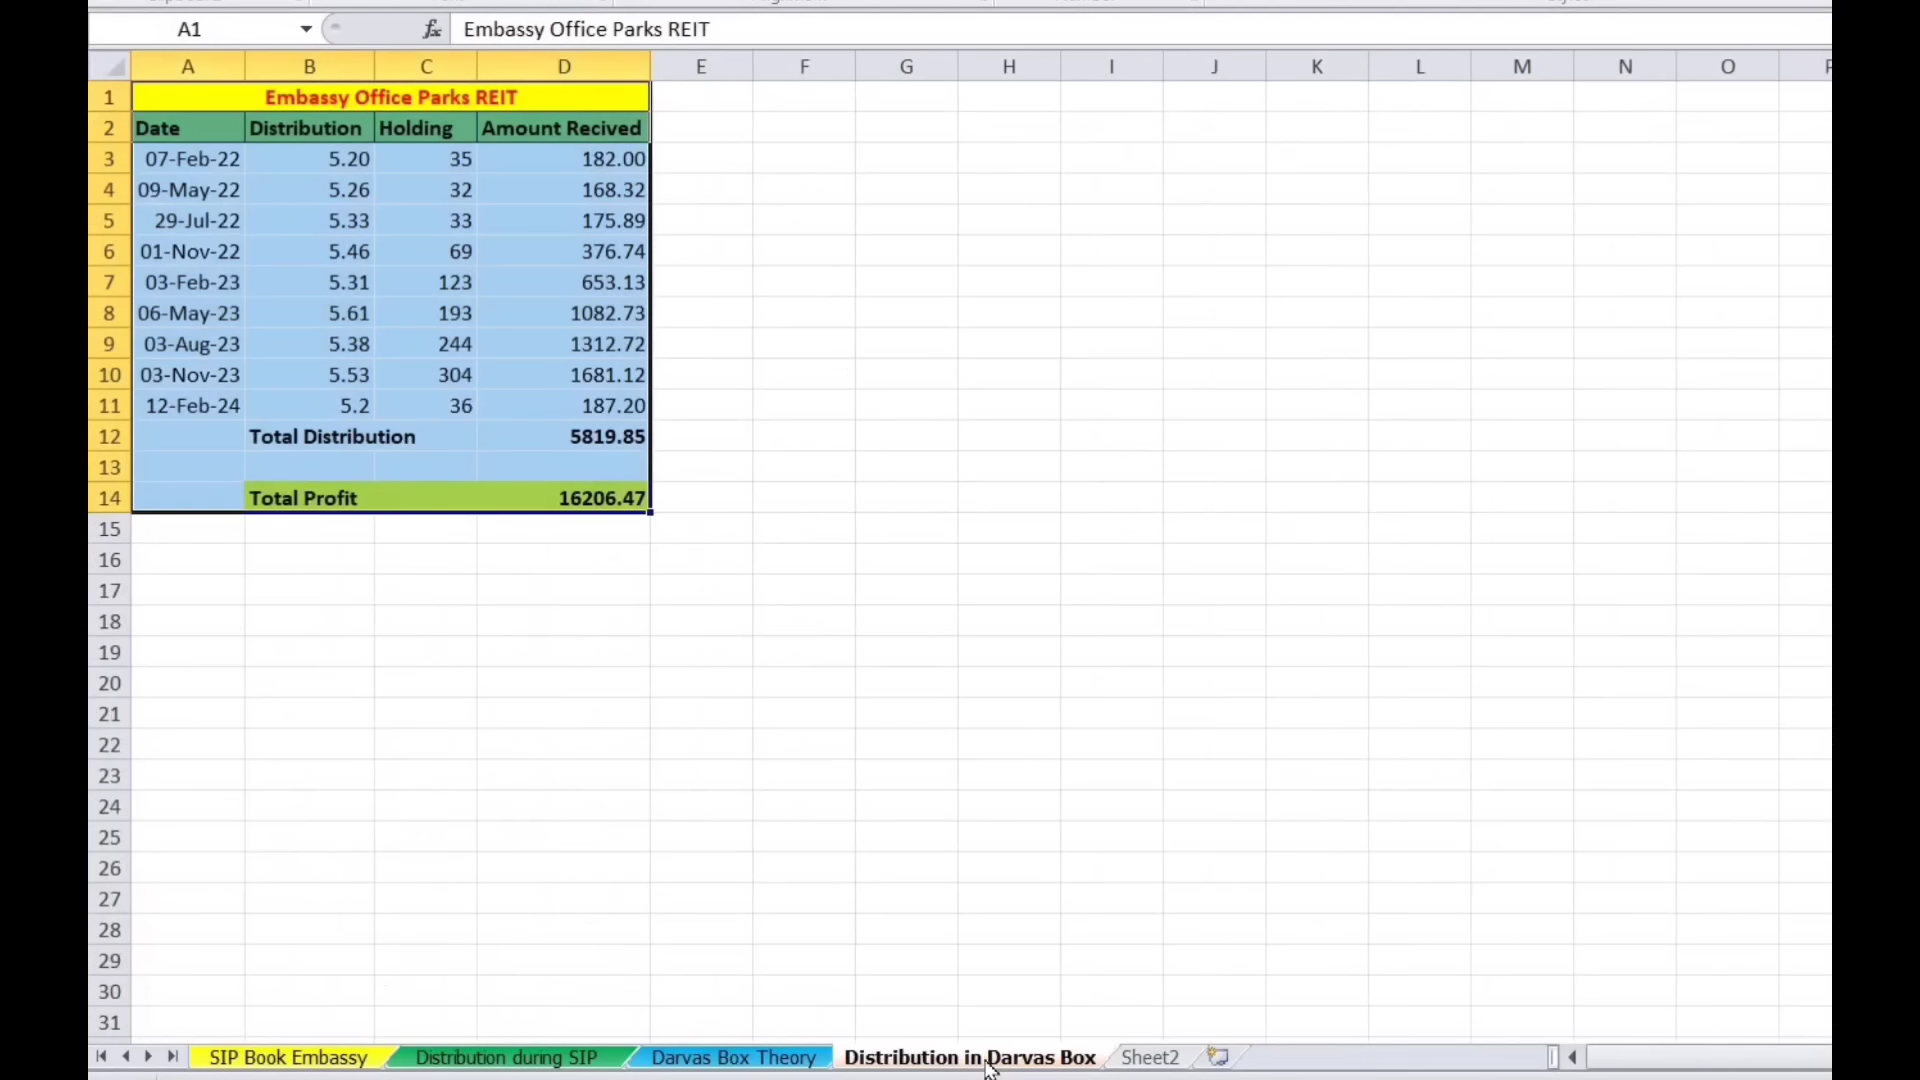 A1 fx Embassy Office Parks REIT
A B C D E F G H I J K L M N O
1 Embassy Office Parks REIT
2 Date Distribution Holding Amount Recived
3 07-Feb-22 5.20 35 182.00
4 09-May-22 5.26 32 168.32
5 29-Jul-22 5.33 33 175.89
6 01-Nov-22 5.46 69 376.74
7 03-Feb-23 5.31 123 653.13
8 06-May-23 5.61 193 1082.73
9 03-Aug-23 5.38 244 1312.72
10 03-Nov-23 5.53 304 1681.12
11 12-Feb-24 5.2 36 187.20
12 Total Distribution 5819.85
13
14 Total Profit 16206.47
15
16
17
18
19
20
21
22
23
24
25
26
27
28
29
30
31
SIP Book Embassy Distribution during SIP Darvas Box Theory Distribution in Darvas Box Sheet2